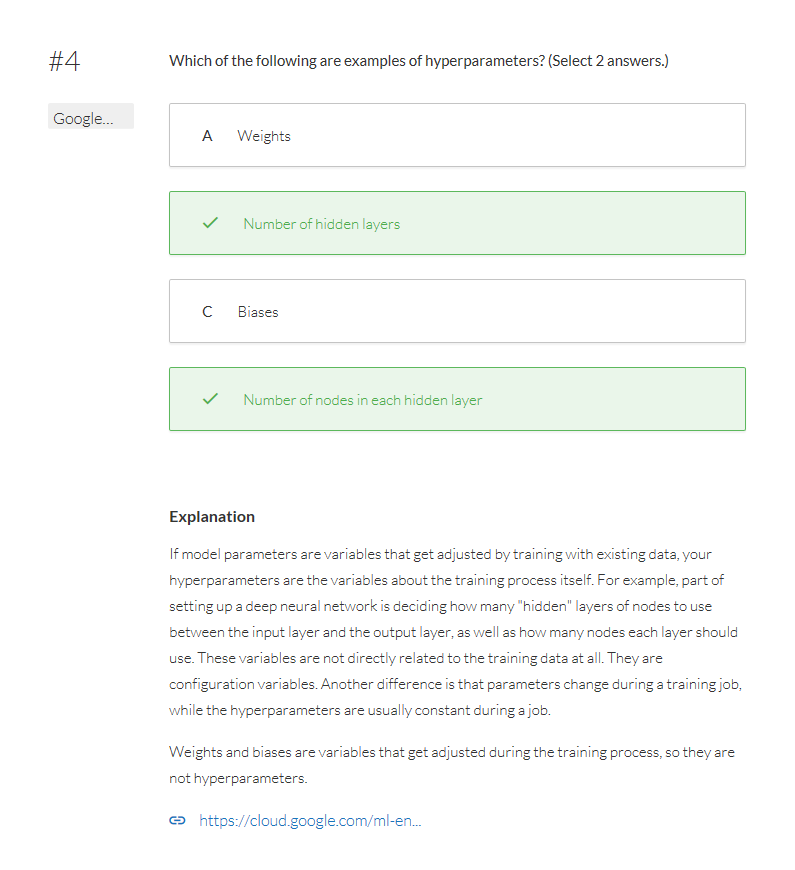 #4
Which of the following are examples of hyperparameters? (Select 2 answers.)
Google...
A Weights
Number of hidden layers
C Biases
Number of nodes in each hidden layer
Explanation
If model parameters are variables that get adjusted by training with existing data, your
hyperparameters are the variables about the training process itself. For example, part of
setting up a deep neural network is deciding how many "hidden" layers of nodes to use
between the input layer and the output layer, as well as how many nodes each layer should
use. These variables are not directly related to the training data at all. They are
configuration variables. Another difference is that parameters change during a training job,
while the hyperparameters are usually constant during a job.
Weights and biases are variables that get adjusted during the training process, so they are
not hyperparameters.
https://cloud.google.com/ml-en...